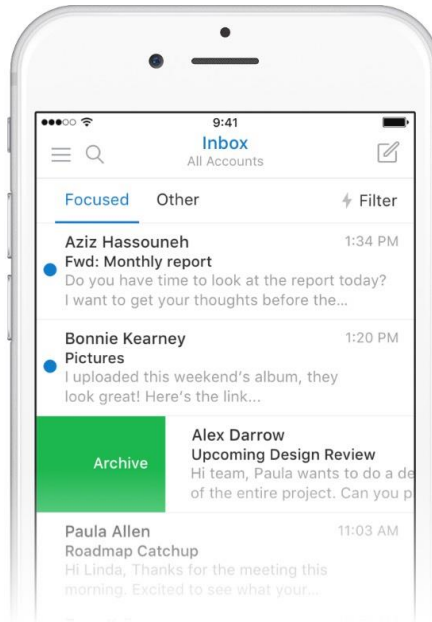 9:41
Inbox
All Accounts
Focused Other Filter
Aziz Hassouneh 1:34 PM
Fwd: Monthly report
Do you have time to look at the report today?
I want to get your thoughts before the...
Bonnie Kearney 1:20 PM
Pictures
I uploaded this weekend's album, they
look great! Here's the link...
Archive
Alex Darrow
Upcoming Design Review
Hi team, Paula wants to do a de
of the entire project. Can you p
Paula Allen 11:03 AM
Roadmap Catchup
Hi Linda, Thanks for the meeting this
morning. Excited to see what your...